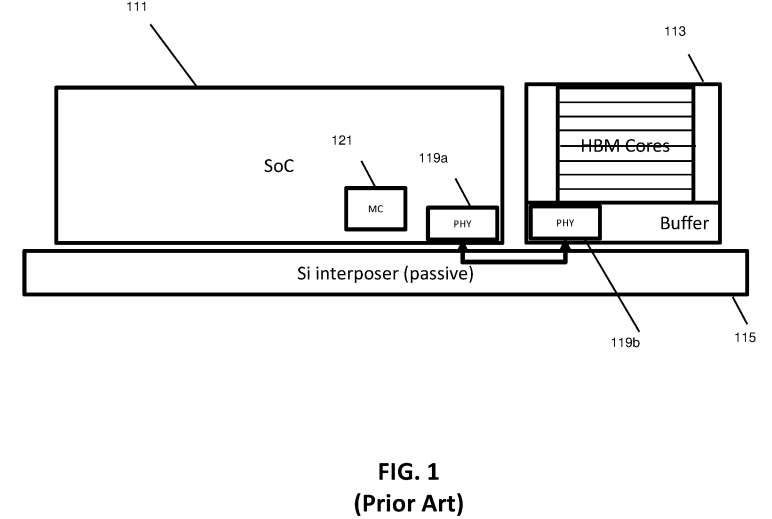 111
113
121
119a
HBM Cores
SoC
MC
PHY
PHY
Buffer
Si interposer (passive)
115
119b
FIG. 1
(Prior Art)